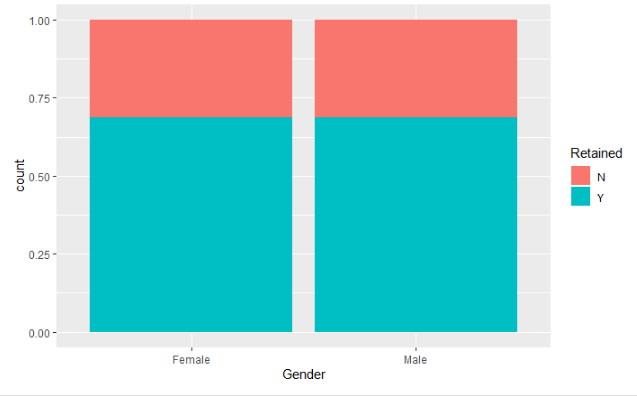 1.00
0.75
0.50
0.25
0.00
count
Female Male
Gender
Retained
N
Y